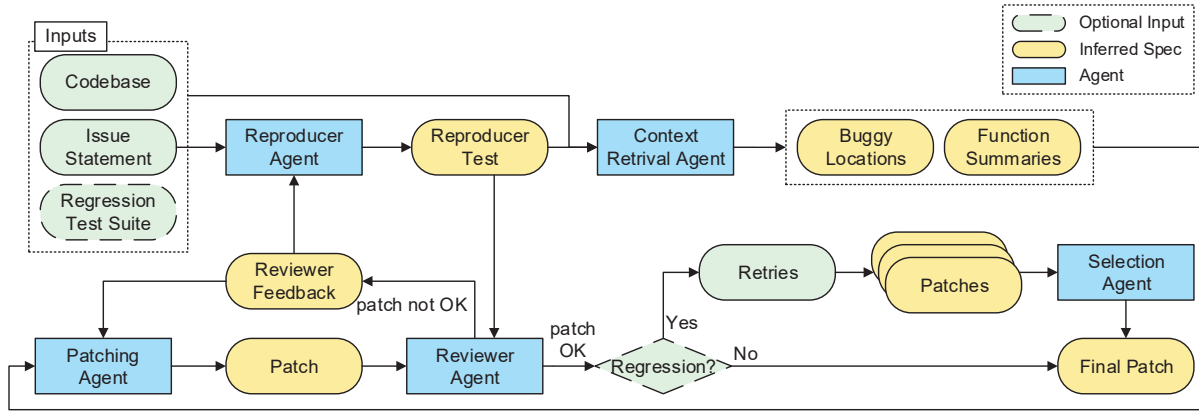 Inputs
Codebase
Issue
Statement
Regression
Test Suite
Reproducer
Agent
Reproducer
Test
Context
Retrival Agent
Buggy
Locations
Function
Summaries
Optional Input
Inferred Spec
Agent
Reviewer
Feedback
patch not OK
Patching
Agent
Patch
Reviewer
Agent
patch
OK
Regression?
Yes
No
Retries
Patches
Selection
Agent
Final Patch